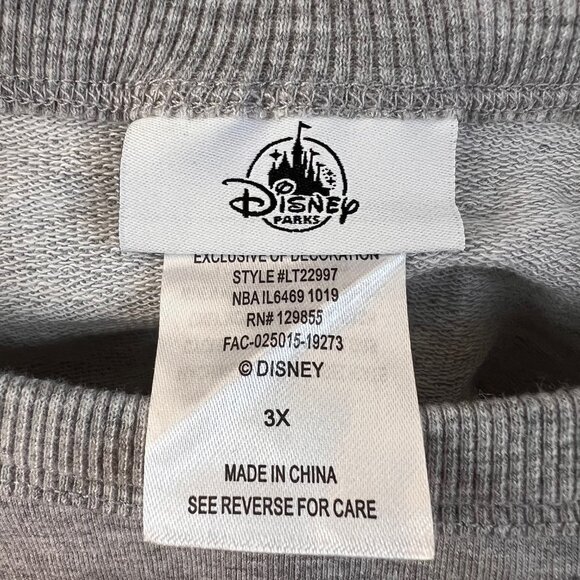 Disney
PARKS
EXCLUSIVE OF DECORATION
STYLE #LT22997
NBA IL6469 1019
RN# 129855
FAC-025015-19273
© DISNEY
3X
MADE IN CHINA
SEE REVERSE FOR CARE